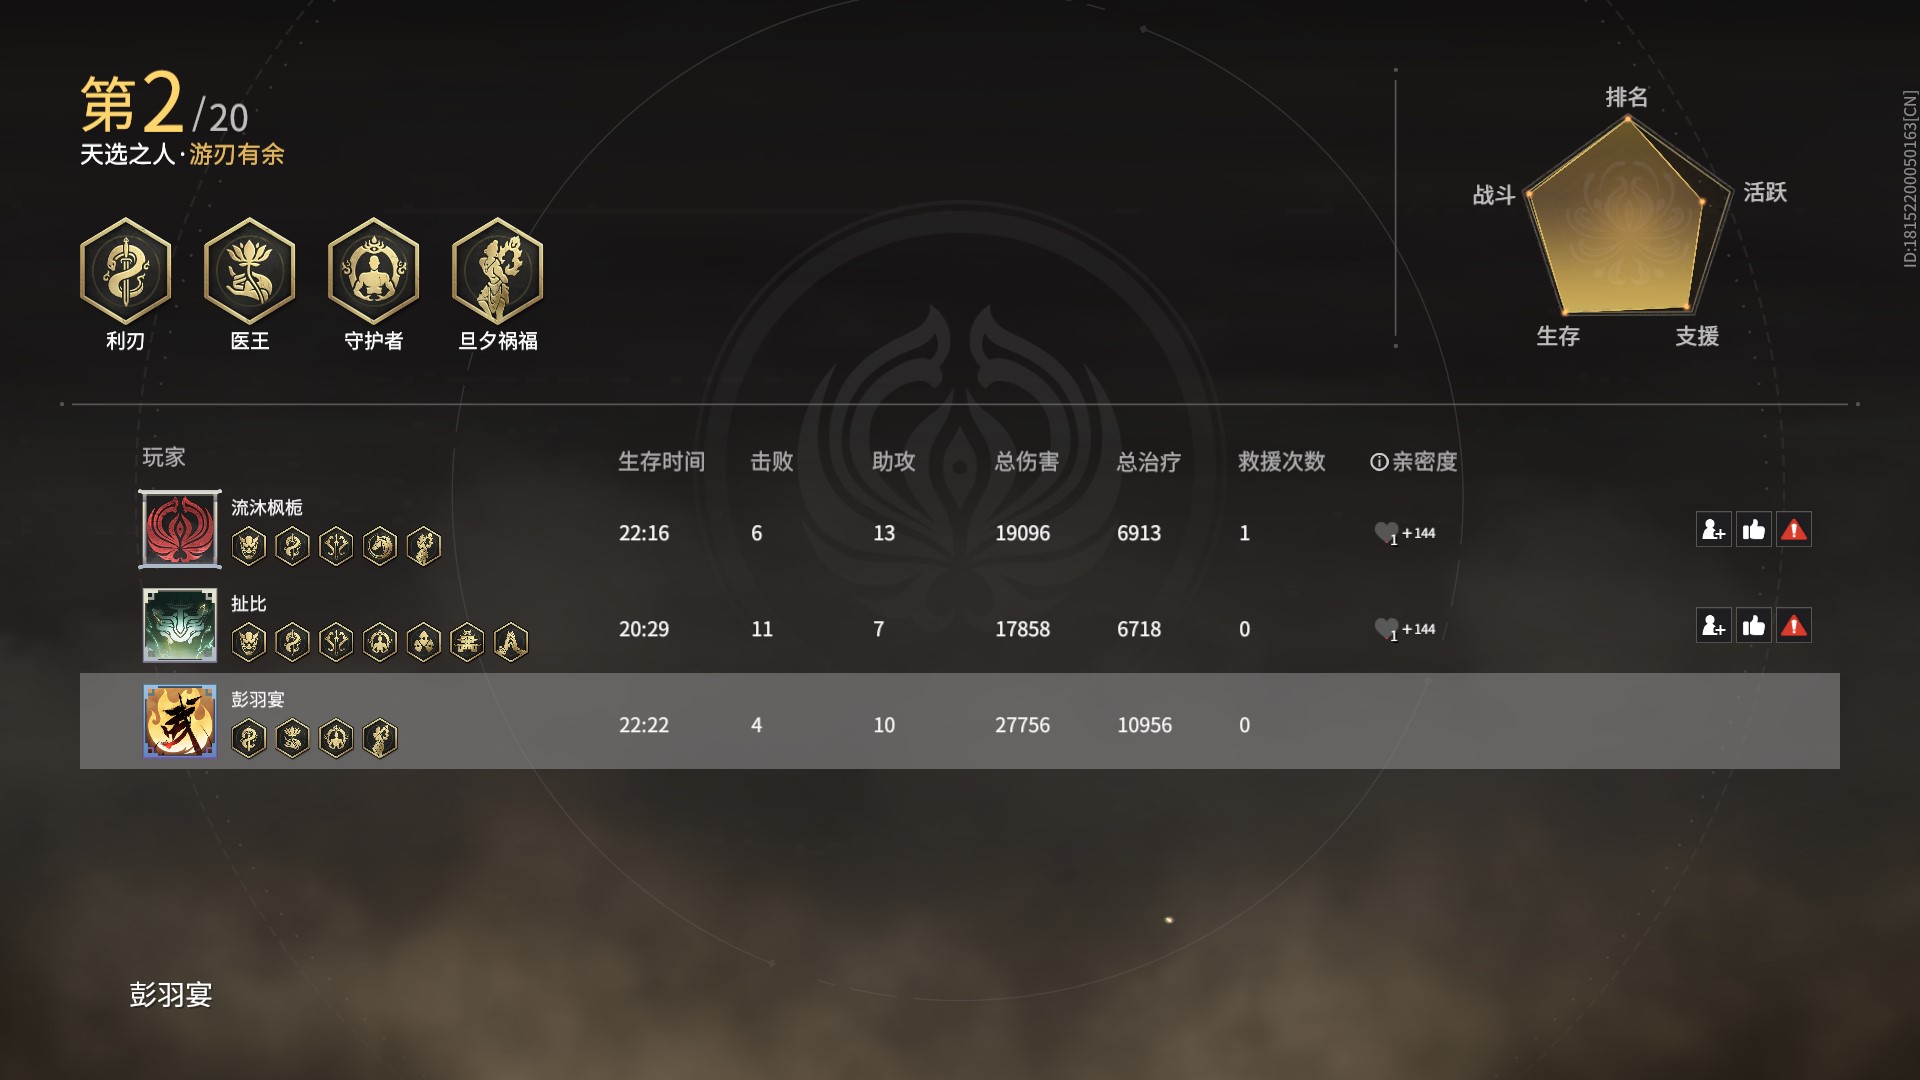 第2/20
天选之人·游刃有余
利刃 医王 守护者 旦夕祸福
排名
战斗 活跃
生存 支援
ID:181522000050163[CN]
玩家 生存时间 击败 助攻 总伤害 总治疗 救援次数 亲密度
流沐枫栀
22:16 6 13 19096 6913 1 1 +144
扯比
20:29 11 7 17858 6718 0 1 +144
彭羽宴
22:22 4 10 27756 10956 0
彭羽宴